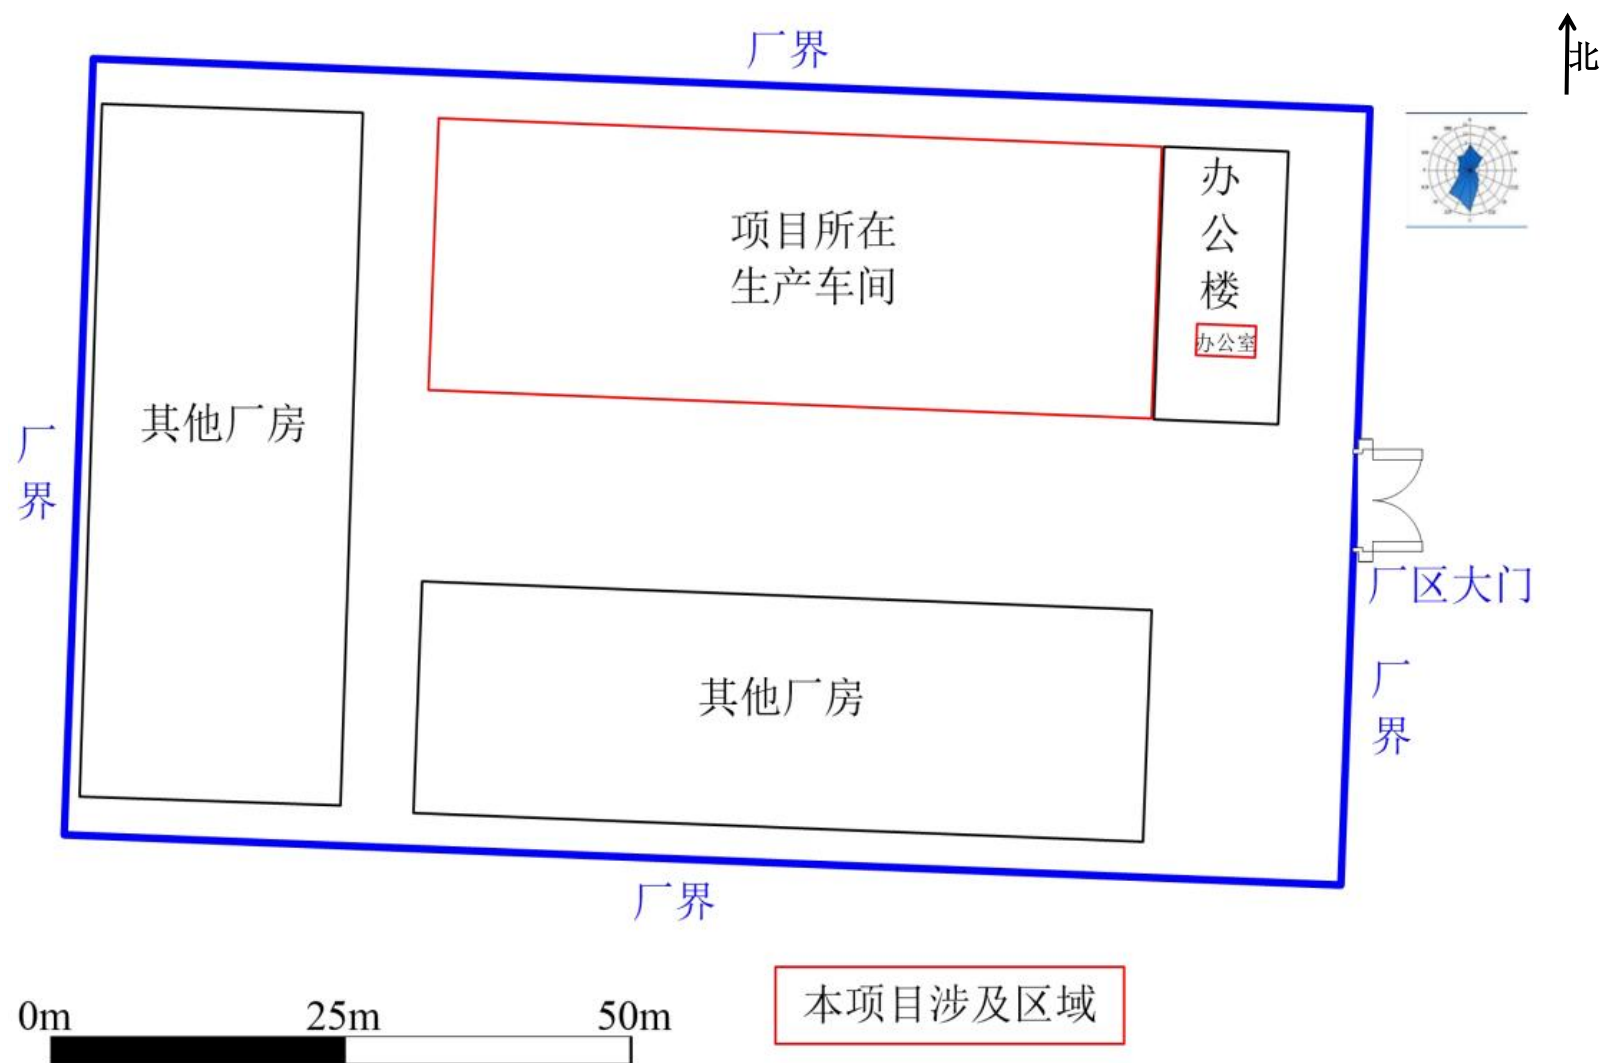 厂界
北
办
公
楼
项目所在
生产车间
办公室
其他厂房
厂
界
厂区大门
其他厂房
厂
界
厂界
本项目涉及区域
0m 25m 50m